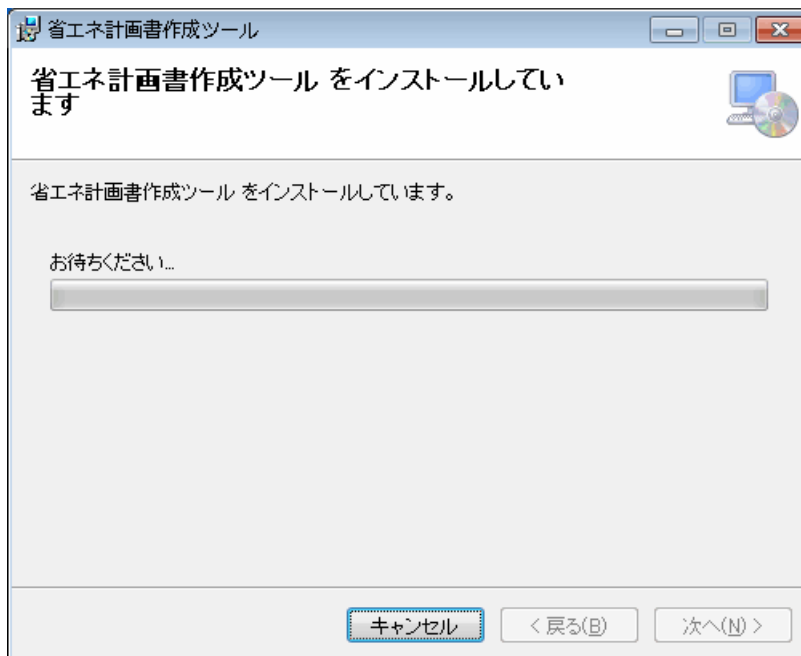 省エネ計画書作成ツール
省エネ計画書作成ツール をインストールしてい
ます
省エネ計画書作成ツール をインストールしています。
お待ちください...
キャンセル
< 戻る(B)
次へ(N) >